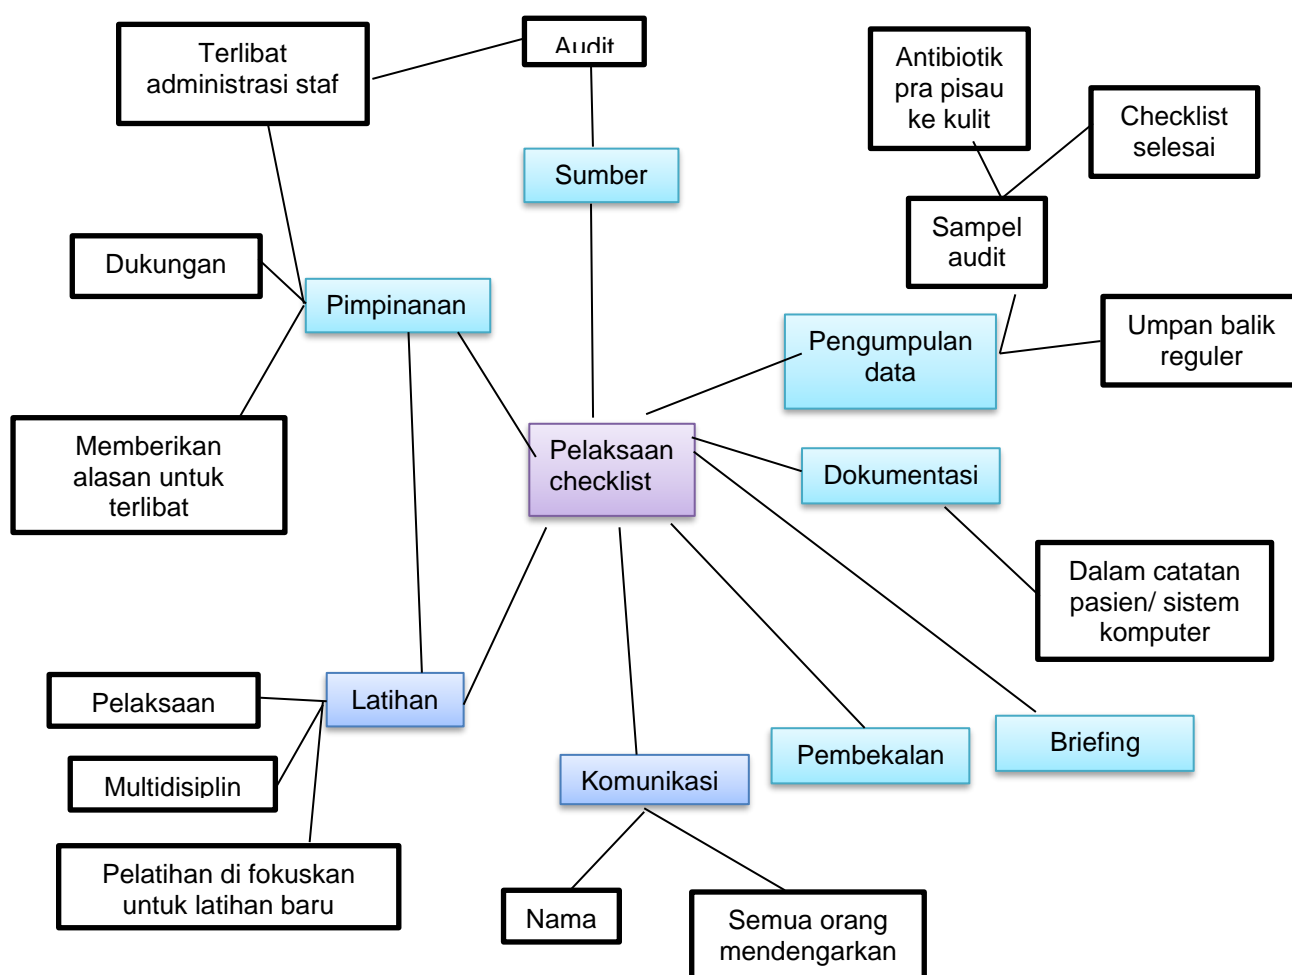 Terlibat
administrasi staf
Audit
Antibiotik
pra pisau
ke kulit
Checklist
selesai
Sumber
Sampel
audit
Dukungan
Pimpinanan
Pengumpulan
data
Umpan balik
reguler
Memberikan
alasan untuk
terlibat
Pelaksaan
checklist
Dokumentasi
Dalam catatan
pasien/ sistem
komputer
Pelaksaan
Latihan
Multidisiplin
Pelatihan di fokuskan
untuk latihan baru
Komunikasi
Pembekalan
Briefing
Nama
Semua orang
mendengarkan